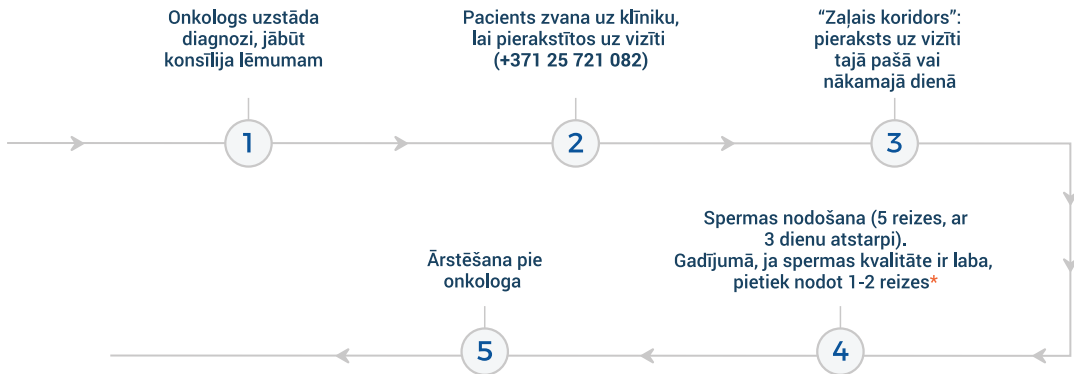 Onkologs uzstāda
diagnozi, jābūt
konsīlija lēmumam
1
Pacients zvana uz klīniku,
lai pierakstītos uz vizīti
(+371 25 721 082)
2
“Zaļais koridors”:
pieraksts uz vizīti
tajā pašā vai
nākamajā dienā
3
Spermas nodošana (5 reizes, ar
3 dienu atstarpi).
Gadījumā, ja spermas kvalitāte ir laba,
pietiek nodot 1-2 reizes*
4
Ārstēšana pie
onkologa
5